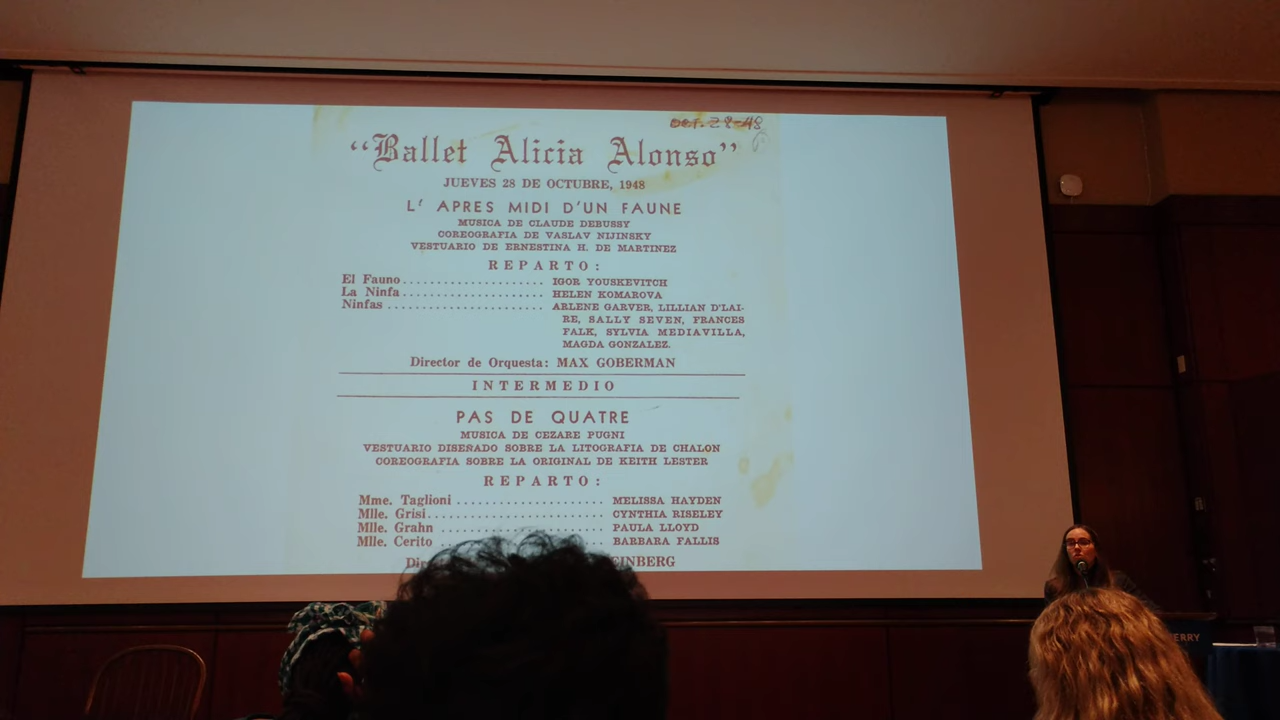 OCT. 28-48
“Ballet Alicia Alonso”
JUEVES 28 DE OCTUBRE, 1948
L' APRES MIDI D'UN FAUNE
MUSICA DE CLAUDE DEBUSSY
COREOGRAFIA DE VASLAV NIJINSKY
VESTUARIO DE ERNESTINA H. DE MARTINEZ
REPARTO:
El Fauno ...................... IGOR YOUSKEVITCH
La Ninfa ...................... HELEN KOMAROVA
Ninfas ........................ ARLENE GARVER, LILLIAN D'LAI-
RE, SALLY SEVEN, FRANCES
FALK, SYLVIA MEDIAVILLA,
MAGDA GONZALEZ.
Director de Orquesta: MAX GOBERMAN
INTERMEDIO
PAS DE QUATRE
MUSICA DE CEZARE PUGNI
VESTUARIO DISEÑADO SOBRE LA LITOGRAFIA DE CHALON
COREOGRAFIA SOBRE LA ORIGINAL DE KEITH LESTER
REPARTO:
Mme. Taglioni ...................... MELISSA HAYDEN
Mlle. Grisi ........................ CYNTHIA RISELEY
Mlle. Grahn ........................ PAULA LLOYD
Mlle. Cerito ....................... BARBARA FALLIS